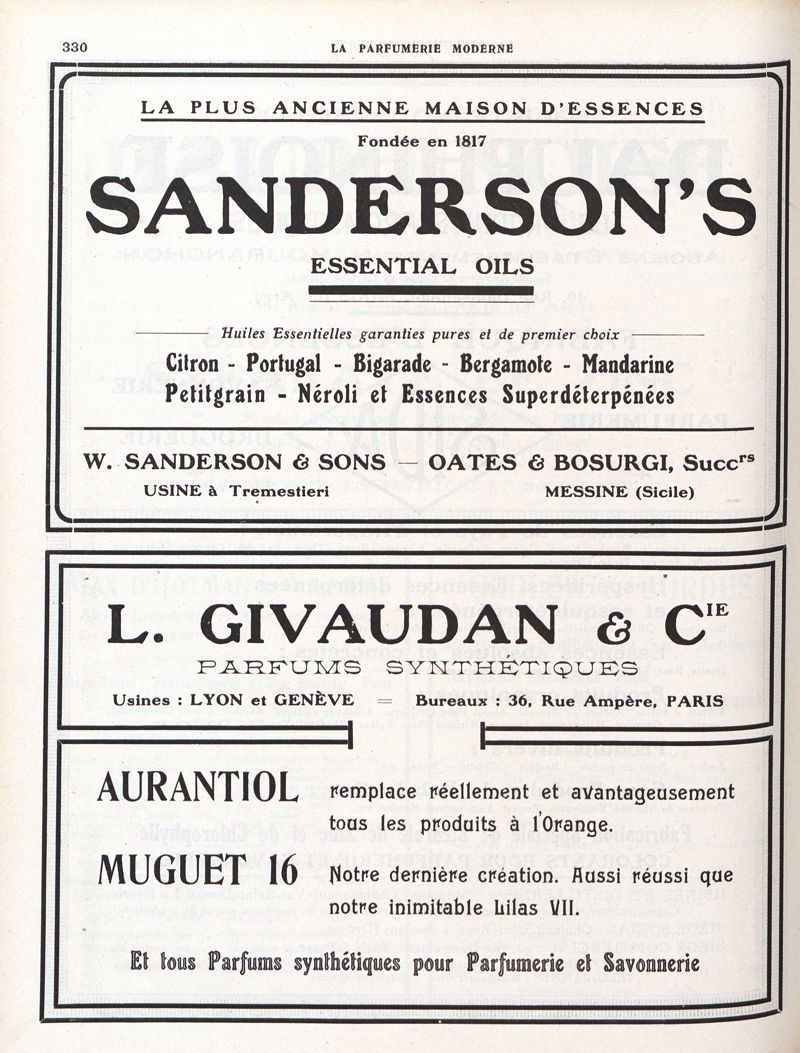 330
LA PARFUMERIE MODERNE
LA PLUS ANCIENNE MAISON D'ESSENCES
Fondée en 1817
SANDERSON'S
ESSENTIAL OILS
Huiles Essentielles garanties pures et de premier choix
Citron - Portugal - Bigarade - Bergamote - Mandarine
Petitgrain - Néroli et Essences Superdéterpénées
W. SANDERSON & SONS — OATES & BOSURGI, Succrs
USINE à Tremestieri MESSINE (Sicile)
L. GIVAUDAN & CIE
PARFUMS SYNTHÉTIQUES
Usines : LYON et GENÈVE = Bureaux : 36, Rue Ampère, PARIS
AURANTIOL remplace réellement et avantageusement
tous les produits à l'Orange.
MUGUET 16 Notre dernière création. Aussi réussi que
notre inimitable Lilas VII.
Et tous Parfums synthétiques pour Parfumerie et Savonnerie